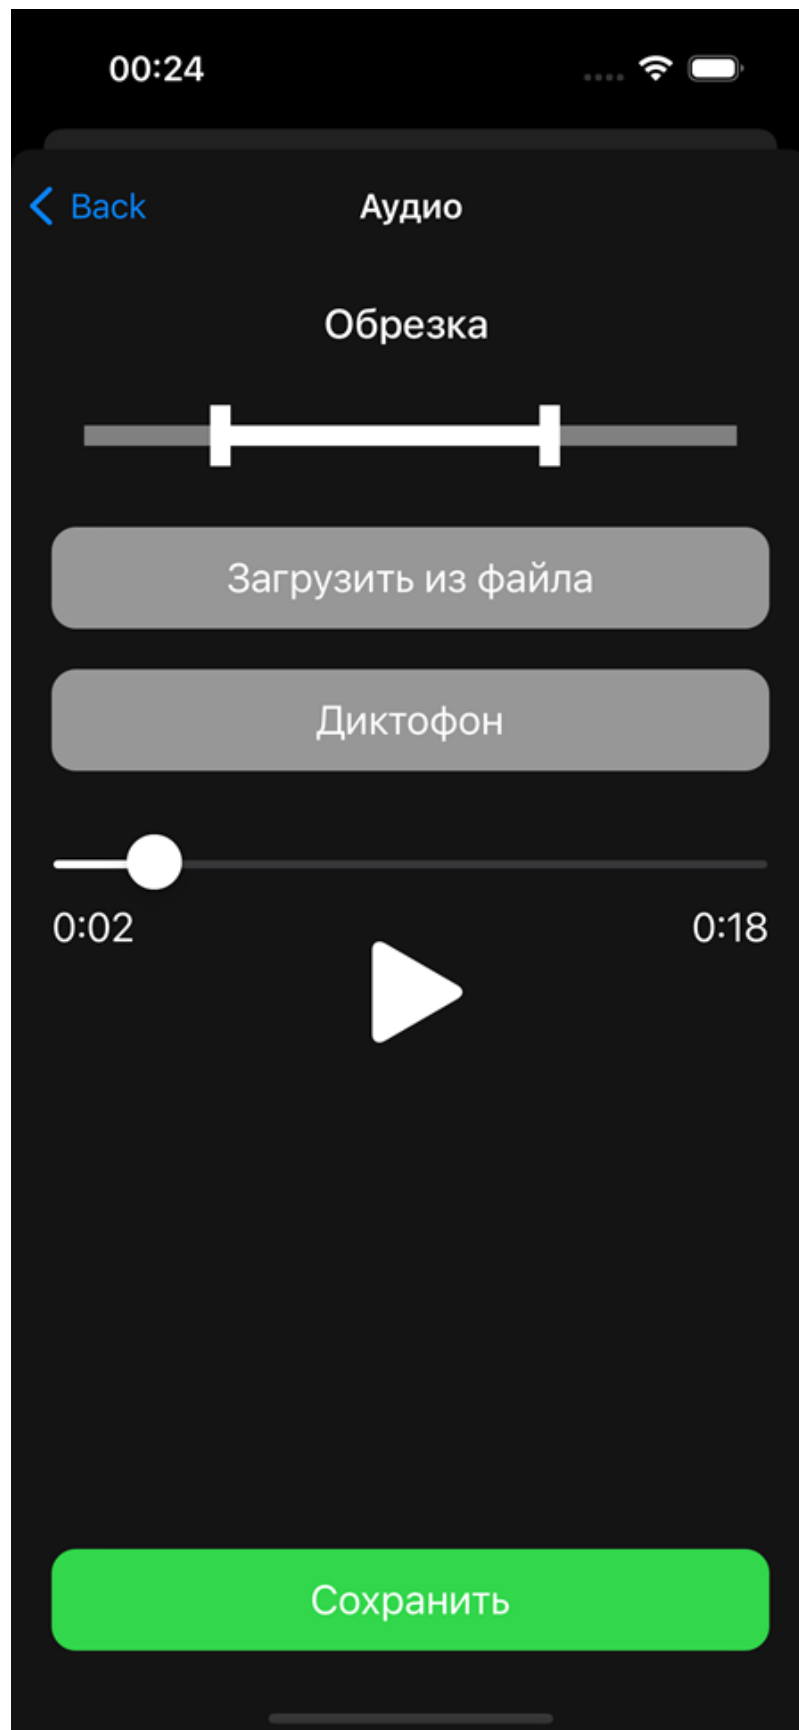 00:24
Back
Аудио
Обрезка
Загрузить из файла
Диктофон
0:02
0:18
Сохранить